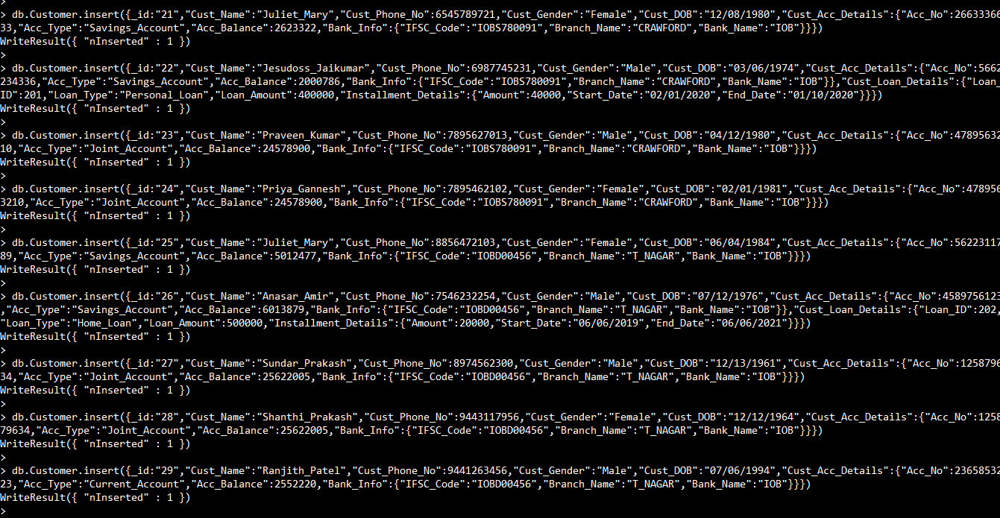 >
> db.Customer.insert({_id:"21","Cust_Name":"Juliet_Mary","Cust_Phone_No":6545789721,"Cust_Gender":"Female","Cust_DOB":"12/08/1980","Cust_Acc_Details":{"Acc_No":26633366
33,"Acc_Type":"Savings_Account","Acc_Balance":2623322,"Bank_Info":{"IFSC_Code":"IOBS780091","Branch_Name":"CRAWFORD","Bank_Name":"IOB"}}})
WriteResult({ "nInserted" : 1 })
>
> db.Customer.insert({_id:"22","Cust_Name":"Jesudoss_Jaikumar","Cust_Phone_No":6987745231,"Cust_Gender":"Male","Cust_DOB":"03/06/1974","Cust_Acc_Details":{"Acc_No":5662
234336,"Acc_Type":"Savings_Account","Acc_Balance":2000786,"Bank_Info":{"IFSC_Code":"IOBS780091","Branch_Name":"CRAWFORD","Bank_Name":"IOB"}},"Cust_Loan_Details":{"Loan_
ID":201,"Loan_Type":"Personal_Loan","Loan_Amount":400000,"Installment_Details":{"Amount":40000,"Start_Date":"02/01/2020","End_Date":"01/10/2020"}}})
WriteResult({ "nInserted" : 1 })
>
> db.Customer.insert({_id:"23","Cust_Name":"Praveen_Kumar","Cust_Phone_No":7895627013,"Cust_Gender":"Male","Cust_DOB":"04/12/1980","Cust_Acc_Details":{"Acc_No":47895632
10,"Acc_Type":"Joint_Account","Acc_Balance":24578900,"Bank_Info":{"IFSC_Code":"IOBS780091","Branch_Name":"CRAWFORD","Bank_Name":"IOB"}}})
WriteResult({ "nInserted" : 1 })
>
> db.Customer.insert({_id:"24","Cust_Name":"Priya_Gannesh","Cust_Phone_No":7895462102,"Cust_Gender":"Female","Cust_DOB":"02/01/1981","Cust_Acc_Details":{"Acc_No":478956
3210,"Acc_Type":"Joint_Account","Acc_Balance":24578900,"Bank_Info":{"IFSC_Code":"IOBS780091","Branch_Name":"CRAWFORD","Bank_Name":"IOB"}}})
WriteResult({ "nInserted" : 1 })
>
> db.Customer.insert({_id:"25","Cust_Name":"Juliet_Mary","Cust_Phone_No":8856472103,"Cust_Gender":"Female","Cust_DOB":"06/04/1984","Cust_Acc_Details":{"Acc_No":56223117
89,"Acc_Type":"Savings_Account","Acc_Balance":5012477,"Bank_Info":{"IFSC_Code":"IOBD00456","Branch_Name":"T_NAGAR","Bank_Name":"IOB"}}})
WriteResult({ "nInserted" : 1 })
>
> db.Customer.insert({_id:"26","Cust_Name":"Anasar_Amir","Cust_Phone_No":7546232254,"Cust_Gender":"Male","Cust_DOB":"07/12/1976","Cust_Acc_Details":{"Acc_No":4589756123
,"Acc_Type":"Savings_Account","Acc_Balance":6013879,"Bank_Info":{"IFSC_Code":"IOBD00456","Branch_Name":"T_NAGAR","Bank_Name":"IOB"}},"Cust_Loan_Details":{"Loan_ID":202,
"Loan_Type":"Home_Loan","Loan_Amount":500000,"Installment_Details":{"Amount":20000,"Start_Date":"06/06/2019","End_Date":"06/06/2021"}}})
WriteResult({ "nInserted" : 1 })
>
> db.Customer.insert({_id:"27","Cust_Name":"Sundar_Prakash","Cust_Phone_No":8974562300,"Cust_Gender":"Male","Cust_DOB":"12/13/1961","Cust_Acc_Details":{"Acc_No":1258796
34,"Acc_Type":"Joint_Account","Acc_Balance":25622005,"Bank_Info":{"IFSC_Code":"IOBD00456","Branch_Name":"T_NAGAR","Bank_Name":"IOB"}}})
WriteResult({ "nInserted" : 1 })
>
> db.Customer.insert({_id:"28","Cust_Name":"Shanthi_Prakash","Cust_Phone_No":9443117956,"Cust_Gender":"Female","Cust_DOB":"12/12/1964","Cust_Acc_Details":{"Acc_No":1258
79634,"Acc_Type":"Joint_Account","Acc_Balance":25622005,"Bank_Info":{"IFSC_Code":"IOBD00456","Branch_Name":"T_NAGAR","Bank_Name":"IOB"}}})
WriteResult({ "nInserted" : 1 })
>
> db.Customer.insert({_id:"29","Cust_Name":"Ranjith_Patel","Cust_Phone_No":9441263456,"Cust_Gender":"Male","Cust_DOB":"07/06/1994","Cust_Acc_Details":{"Acc_No":23658532
23,"Acc_Type":"Current_Account","Acc_Balance":2552220,"Bank_Info":{"IFSC_Code":"IOBD00456","Branch_Name":"T_NAGAR","Bank_Name":"IOB"}}})
WriteResult({ "nInserted" : 1 })
>